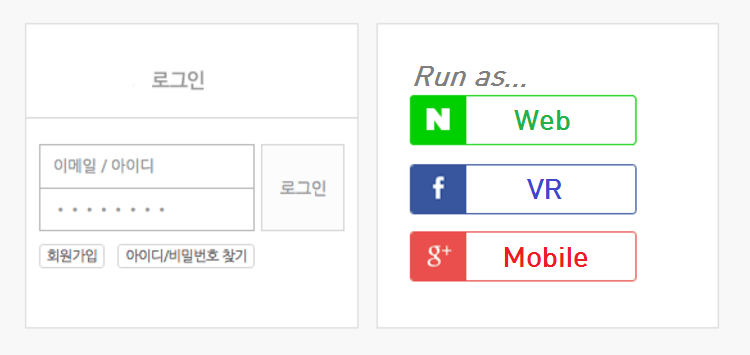 로그인
이메일 / 아이디
로그인
회원가입
아이디/비밀번호 찾기
Run as...
N Web
f VR
g+ Mobile